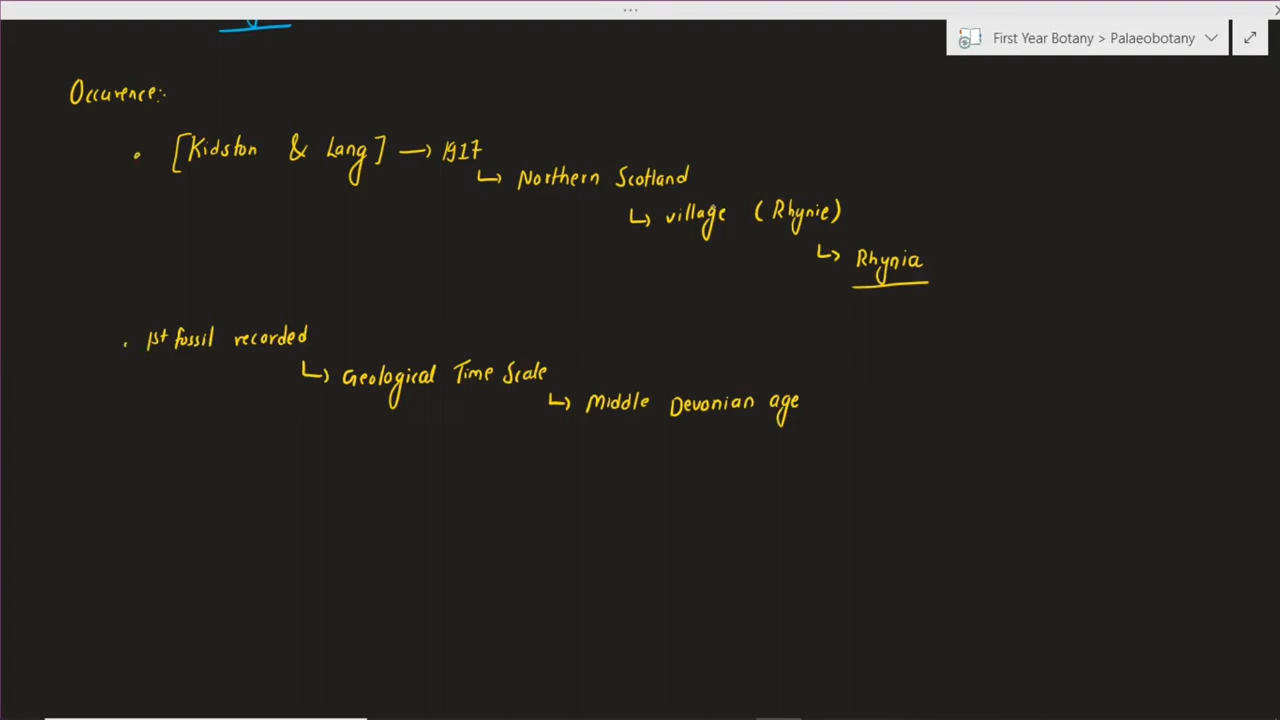 First Year Botany > Palaeobotany
Occurence:
• [Kidston & Lang] → 1917
↳ Northern Scotland
↳ village (Rhynie)
↳ Rhynia
• 1st fossil recorded
↳ Geological Time Scale
↳ Middle Devonian age